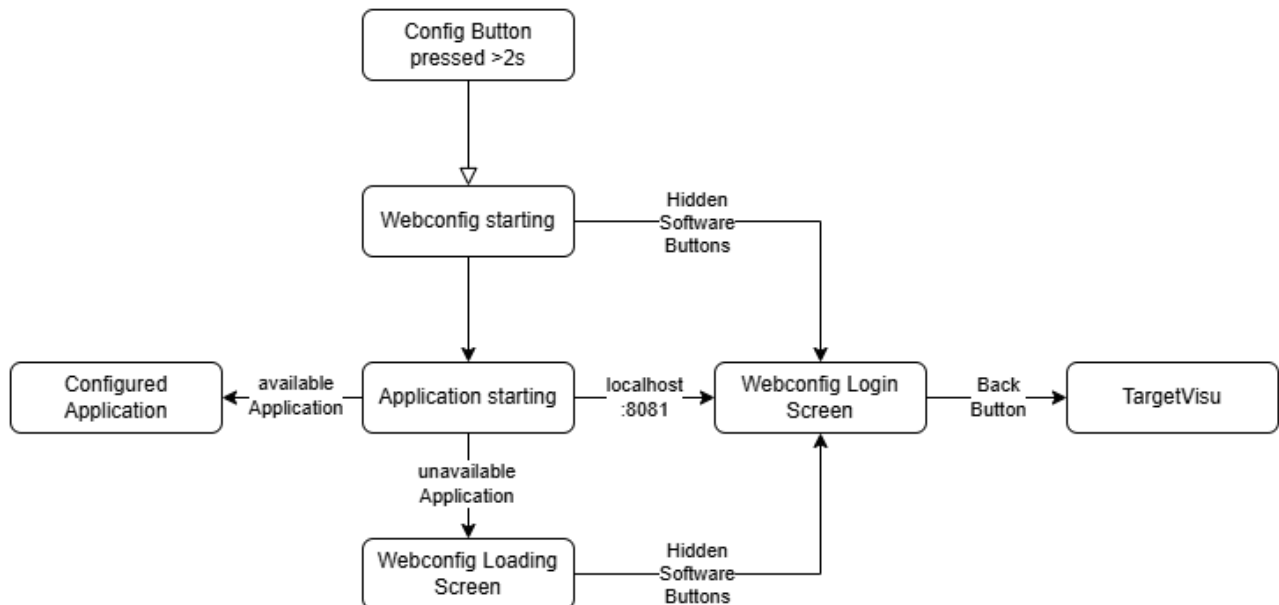 Config Button
pressed >2s
Webconfig starting
Hidden
Software
Buttons
Configured
Application
available
Application
Application starting
localhost
:8081
Webconfig Login
Screen
Back
Button
TargetVisu
unavailable
Application
Webconfig Loading
Screen
Hidden
Software
Buttons